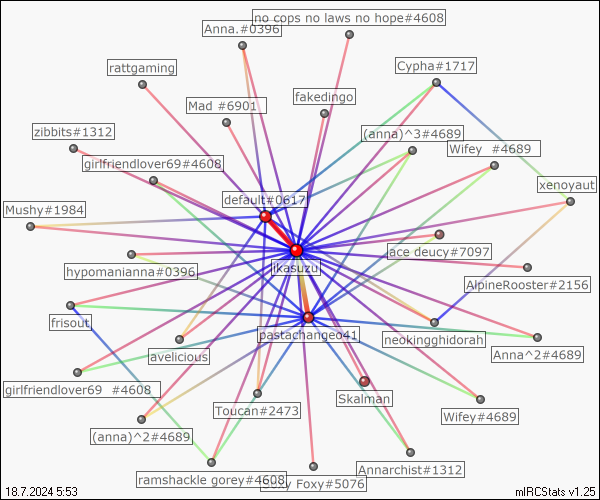 no cops no laws no hope#4608
Anna.#0396
rattgaming
Cypha#1717
Mad #6901
fakedingo
zibbits#1312
(anna)^3#4689
Wifey  #4689
girlfriendlover69#4608
xenoyaut
default#0617
Mushy#1984
ace deucy#7097
hypomanianna#0396
jkasuzuj
AlpineRooster#2156
frisout
pastachangeo41
neokingghidorah
avelicious
Anna^2#4689
girlfriendlover69  #4608
Skalman
Toucan#2473
Wifey#4689
(anna)^2#4689
Annarchist#1312
ramshackle gorey#4608
Foxy#5076
18.7.2024 5:53
mIRCStats v1.25